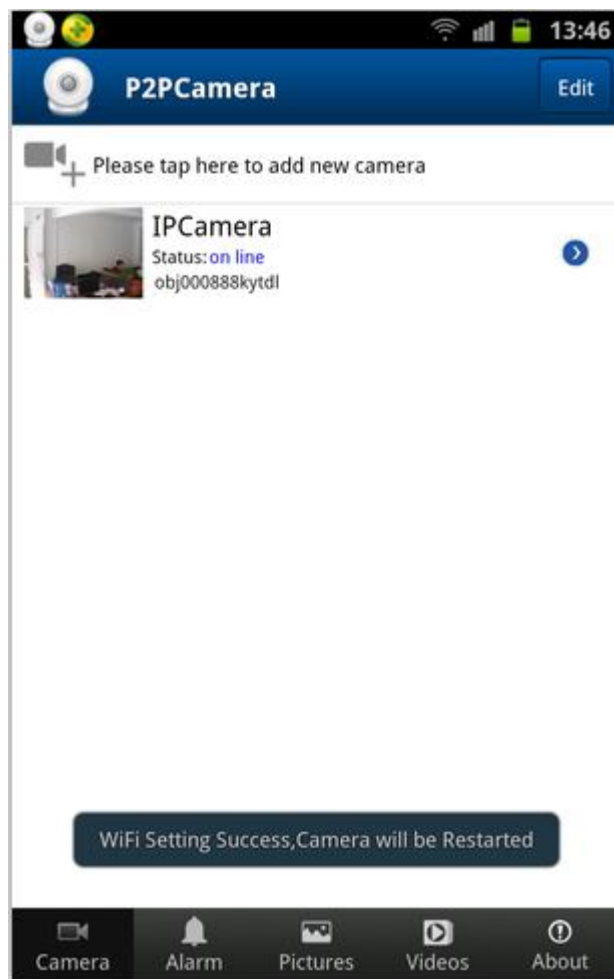 13:46
P2PCamera
Edit
Please tap here to add new camera
IPCamera
Status:on line
obj000888kytdl
WiFi Setting Success,Camera will be Restarted
Camera
Alarm
Pictures
Videos
About